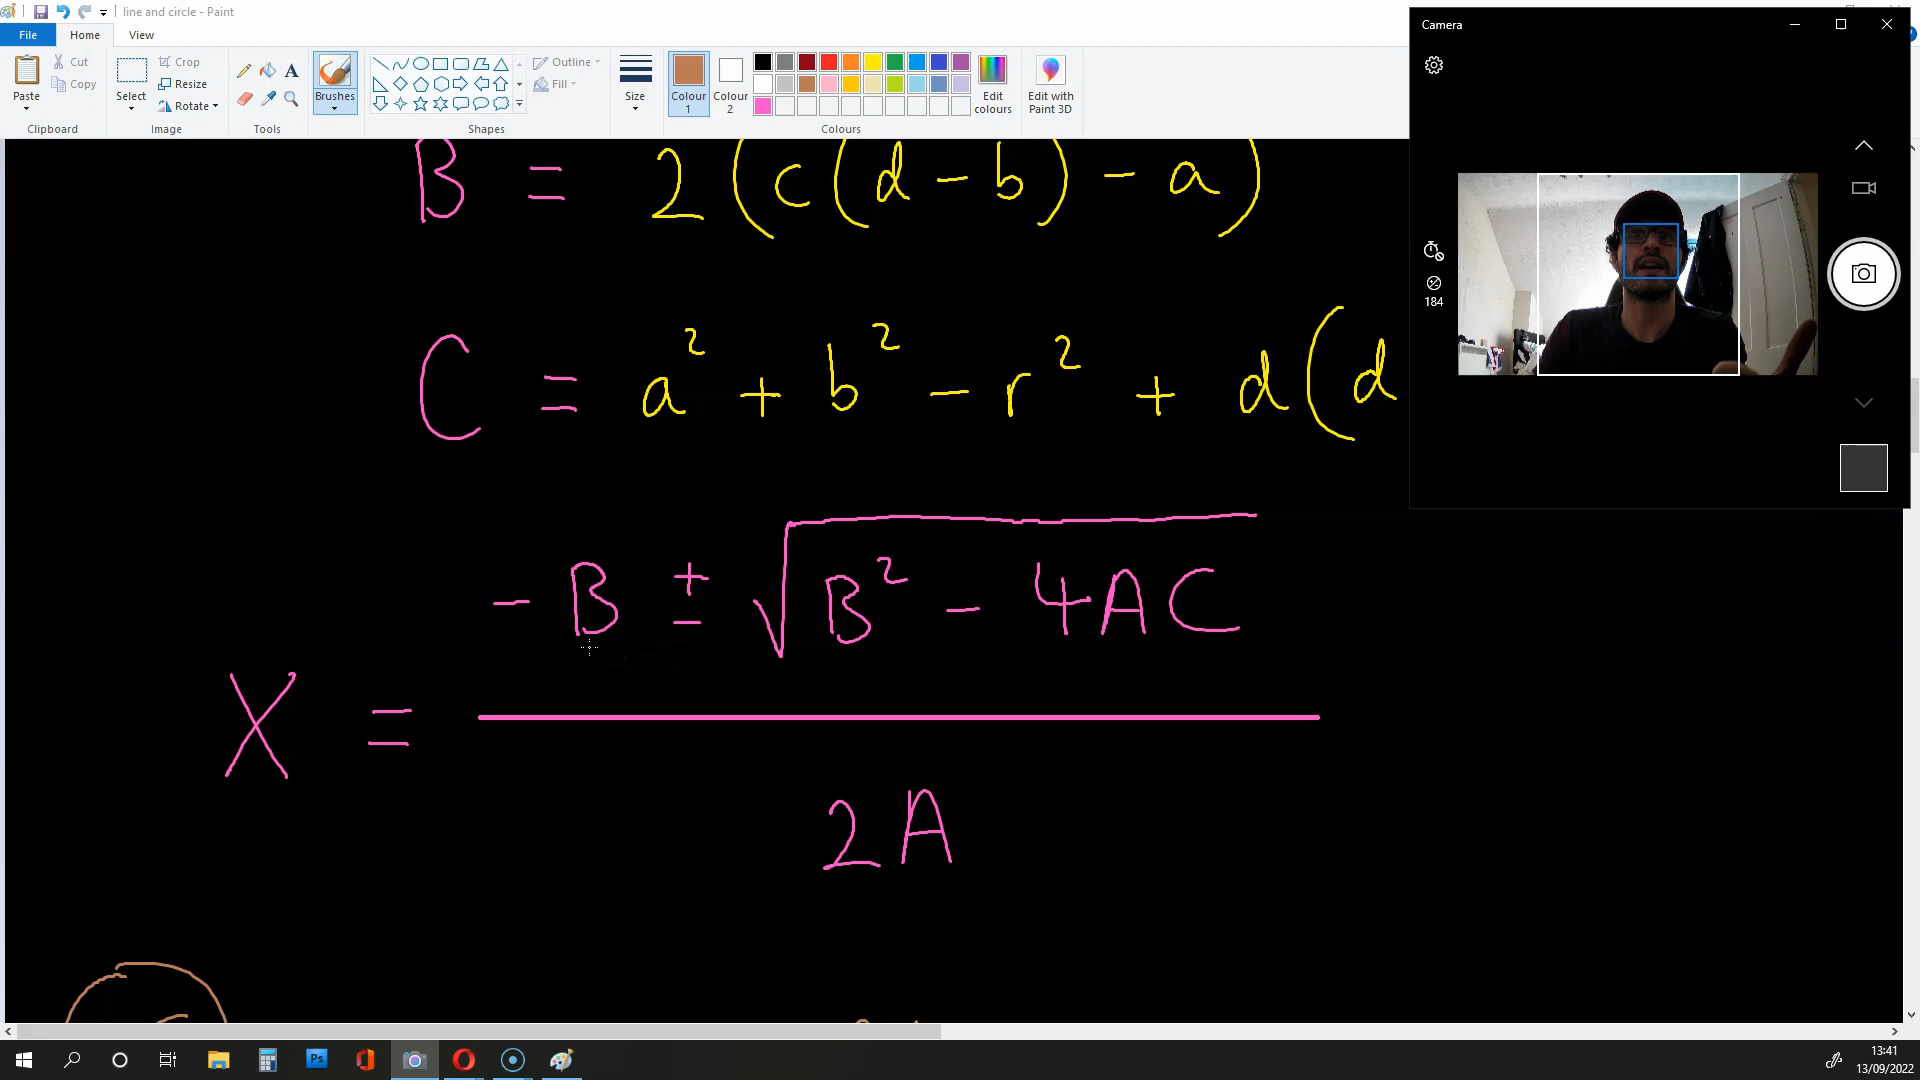 line and circle - Paint
Camera
File Home View
Paste Cut Copy
Clipboard
Select Crop Resize Rotate
Image
Tools
Brushes
Outline Fill
Shapes
Size
Colour 1 Colour 2
Edit colours
Colours
Edit with Paint 3D
184
B = 2 (c(d - b) - a)
C = a² + b² - r² + d(d
- B ± √B² - 4AC
X =
2A
Ps
13:41
13/09/2022